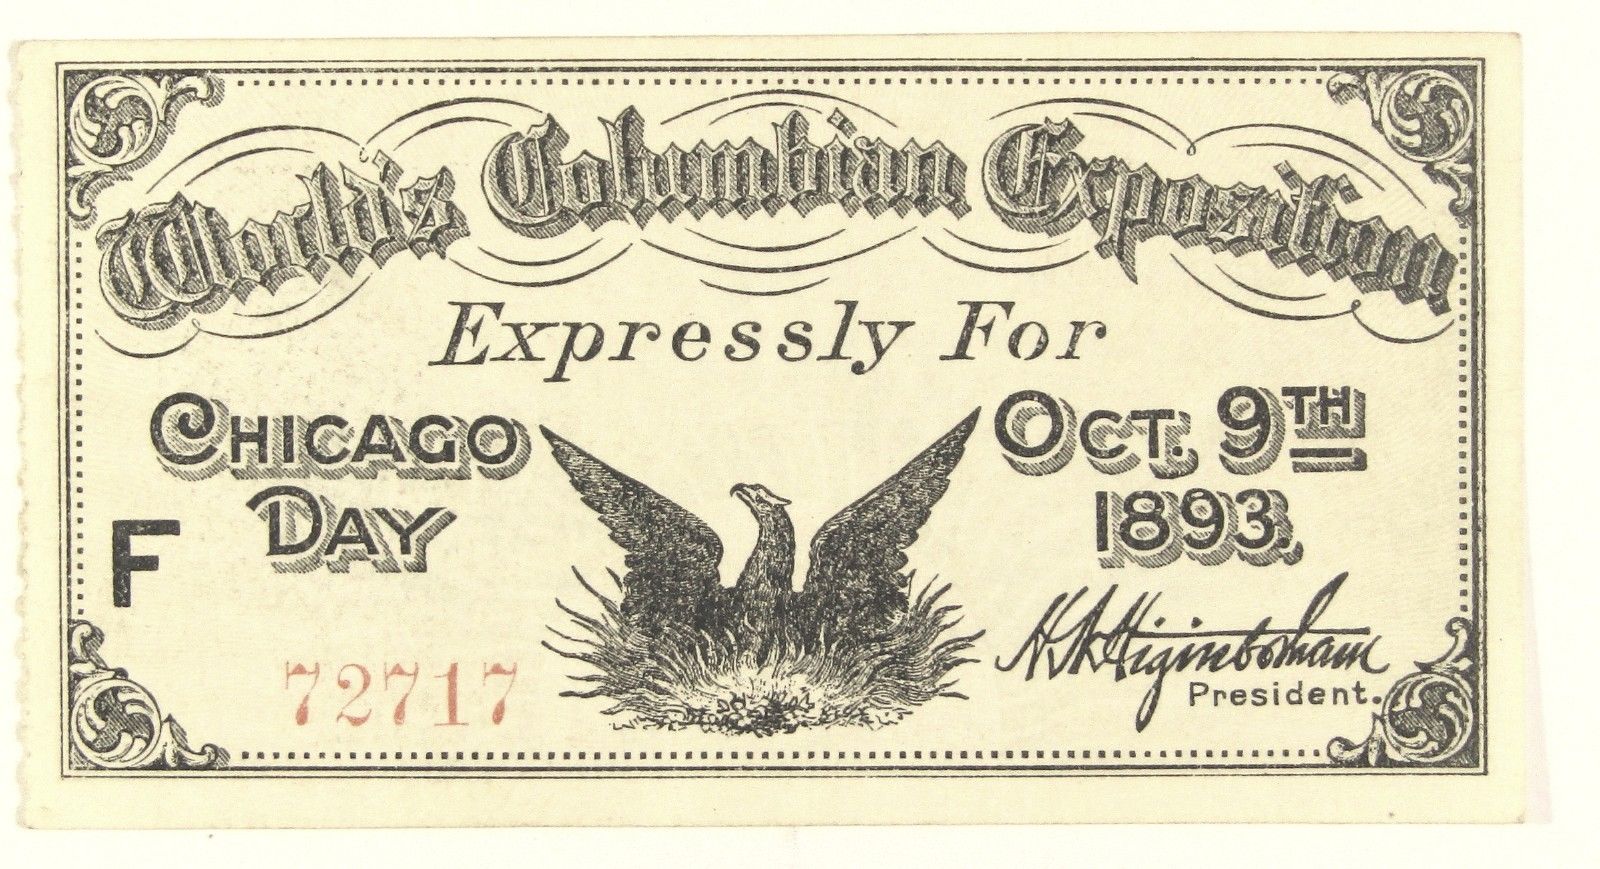 World's Columbian Exposition
Expressly For
CHICAGO
DAY
OCT. 9TH
1893.
F
72717
H. N. Higinbotham
President.